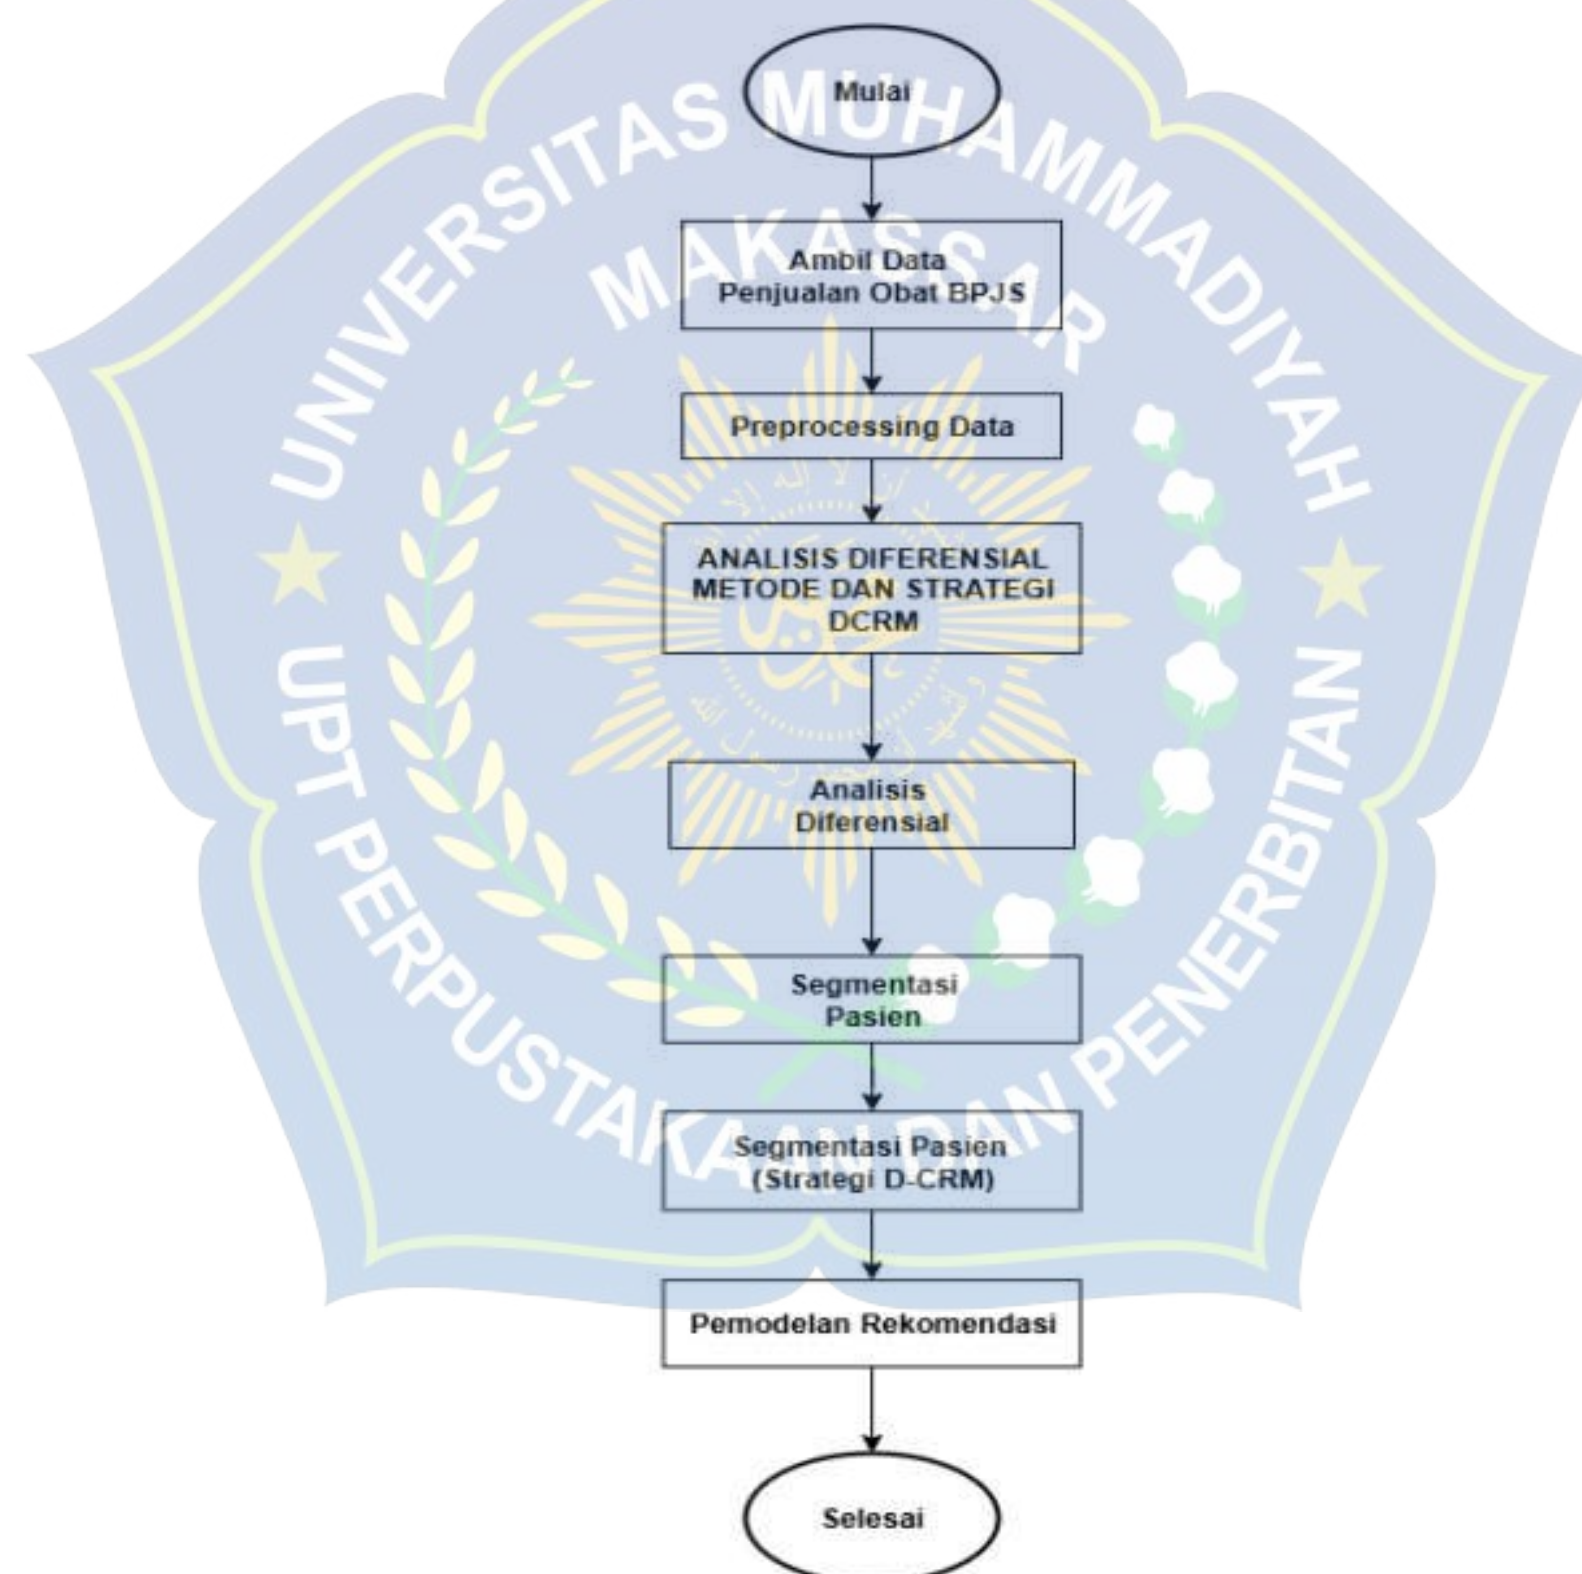 Mulai
UNIVERSITAS MUHAMMADIYAH
MAKASSAR
Ambil Data
Penjualan Obat BPJS
Preprocessing Data
ANALISIS DIFERENSIAL
METODE DAN STRATEGI
DCRM
Analisis
Diferensial
Segmentasi
Pasien
Segmentasi Pasien
(Strategi D-CRM)
UPT PERPUSTAKAAN DAN PENERBITAN
Pemodelan Rekomendasi
Selesai